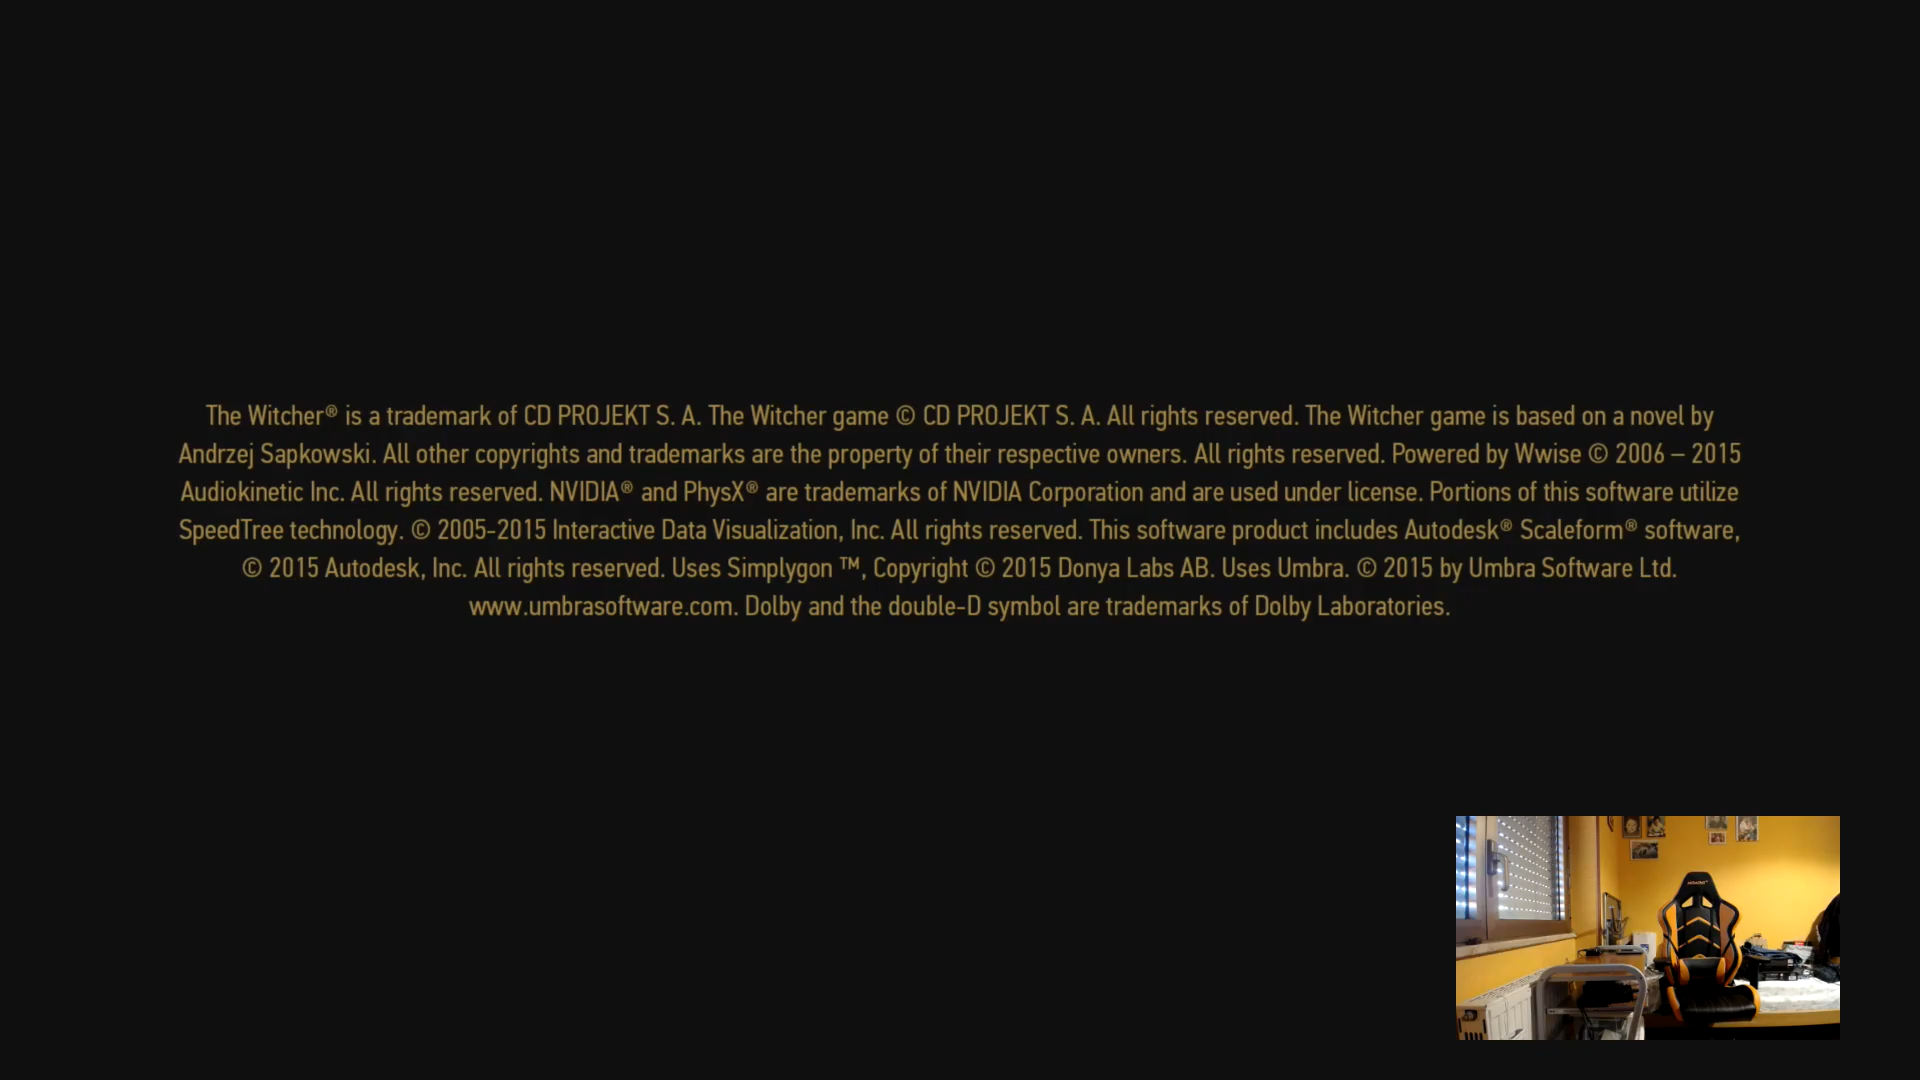 The Witcher® is a trademark of CD PROJEKT S. A. The Witcher game © CD PROJEKT S. A. All rights reserved. The Witcher game is based on a novel by
Andrzej Sapkowski. All other copyrights and trademarks are the property of their respective owners. All rights reserved. Powered by Wwise © 2006 – 2015
Audiokinetic Inc. All rights reserved. NVIDIA® and PhysX® are trademarks of NVIDIA Corporation and are used under license. Portions of this software utilize
SpeedTree technology. © 2005-2015 Interactive Data Visualization, Inc. All rights reserved. This software product includes Autodesk® Scaleform® software,
© 2015 Autodesk, Inc. All rights reserved. Uses Simplygon ™, Copyright © 2015 Donya Labs AB. Uses Umbra. © 2015 by Umbra Software Ltd.
www.umbrasoftware.com. Dolby and the double-D symbol are trademarks of Dolby Laboratories.